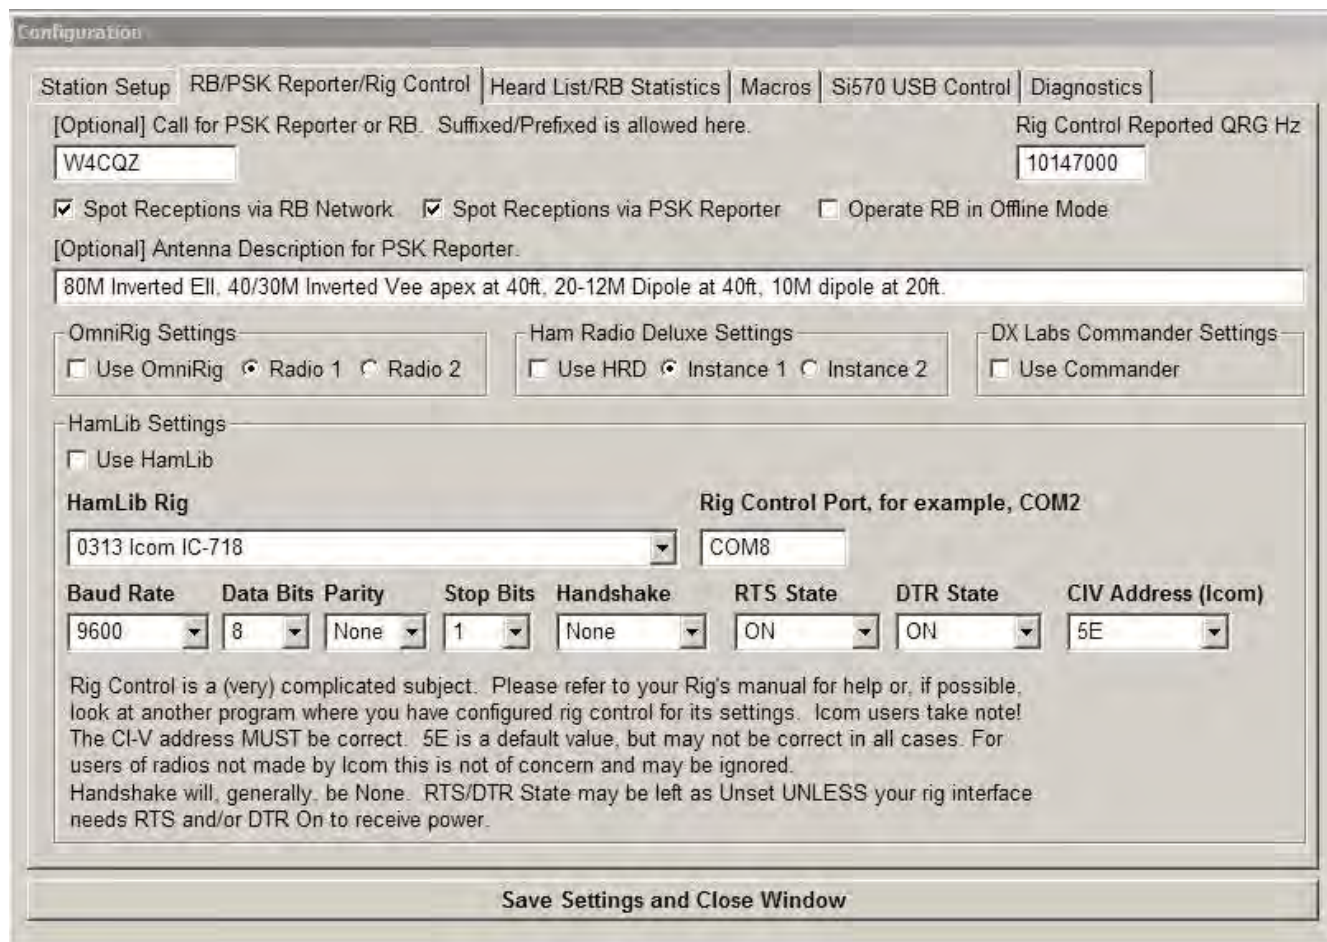 Configuration
Station Setup RB/PSK Reporter/Rig Control Heard List/RB Statistics Macros Si570 USB Control Diagnostics
[Optional] Call for PSK Reporter or RB. Suffixed/Prefixed is allowed here. Rig Control Reported QRG Hz
W4CQZ 10147000
Spot Receptions via RB Network Spot Receptions via PSK Reporter Operate RB in Offline Mode
[Optional] Antenna Description for PSK Reporter.
80M Inverted Ell, 40/30M Inverted Vee apex at 40ft, 20-12M Dipole at 40ft, 10M dipole at 20ft.
OmniRig Settings Ham Radio Deluxe Settings DX Labs Commander Settings
Use OmniRig Radio 1 Radio 2 Use HRD Instance 1 Instance 2 Use Commander
HamLib Settings
Use HamLib
HamLib Rig Rig Control Port, for example, COM2
0313 Icom IC-718 COM8
Baud Rate Data Bits Parity Stop Bits Handshake RTS State DTR State CIV Address (Icom)
9600 8 None 1 None ON ON 5E
Rig Control is a (very) complicated subject. Please refer to your Rig's manual for help or, if possible,
look at another program where you have configured rig control for its settings. Icom users take note!
The CI-V address MUST be correct. 5E is a default value, but may not be correct in all cases. For
users of radios not made by Icom this is not of concern and may be ignored.
Handshake will, generally, be None. RTS/DTR State may be left as Unset UNLESS your rig interface
needs RTS and/or DTR On to receive power.
Save Settings and Close Window